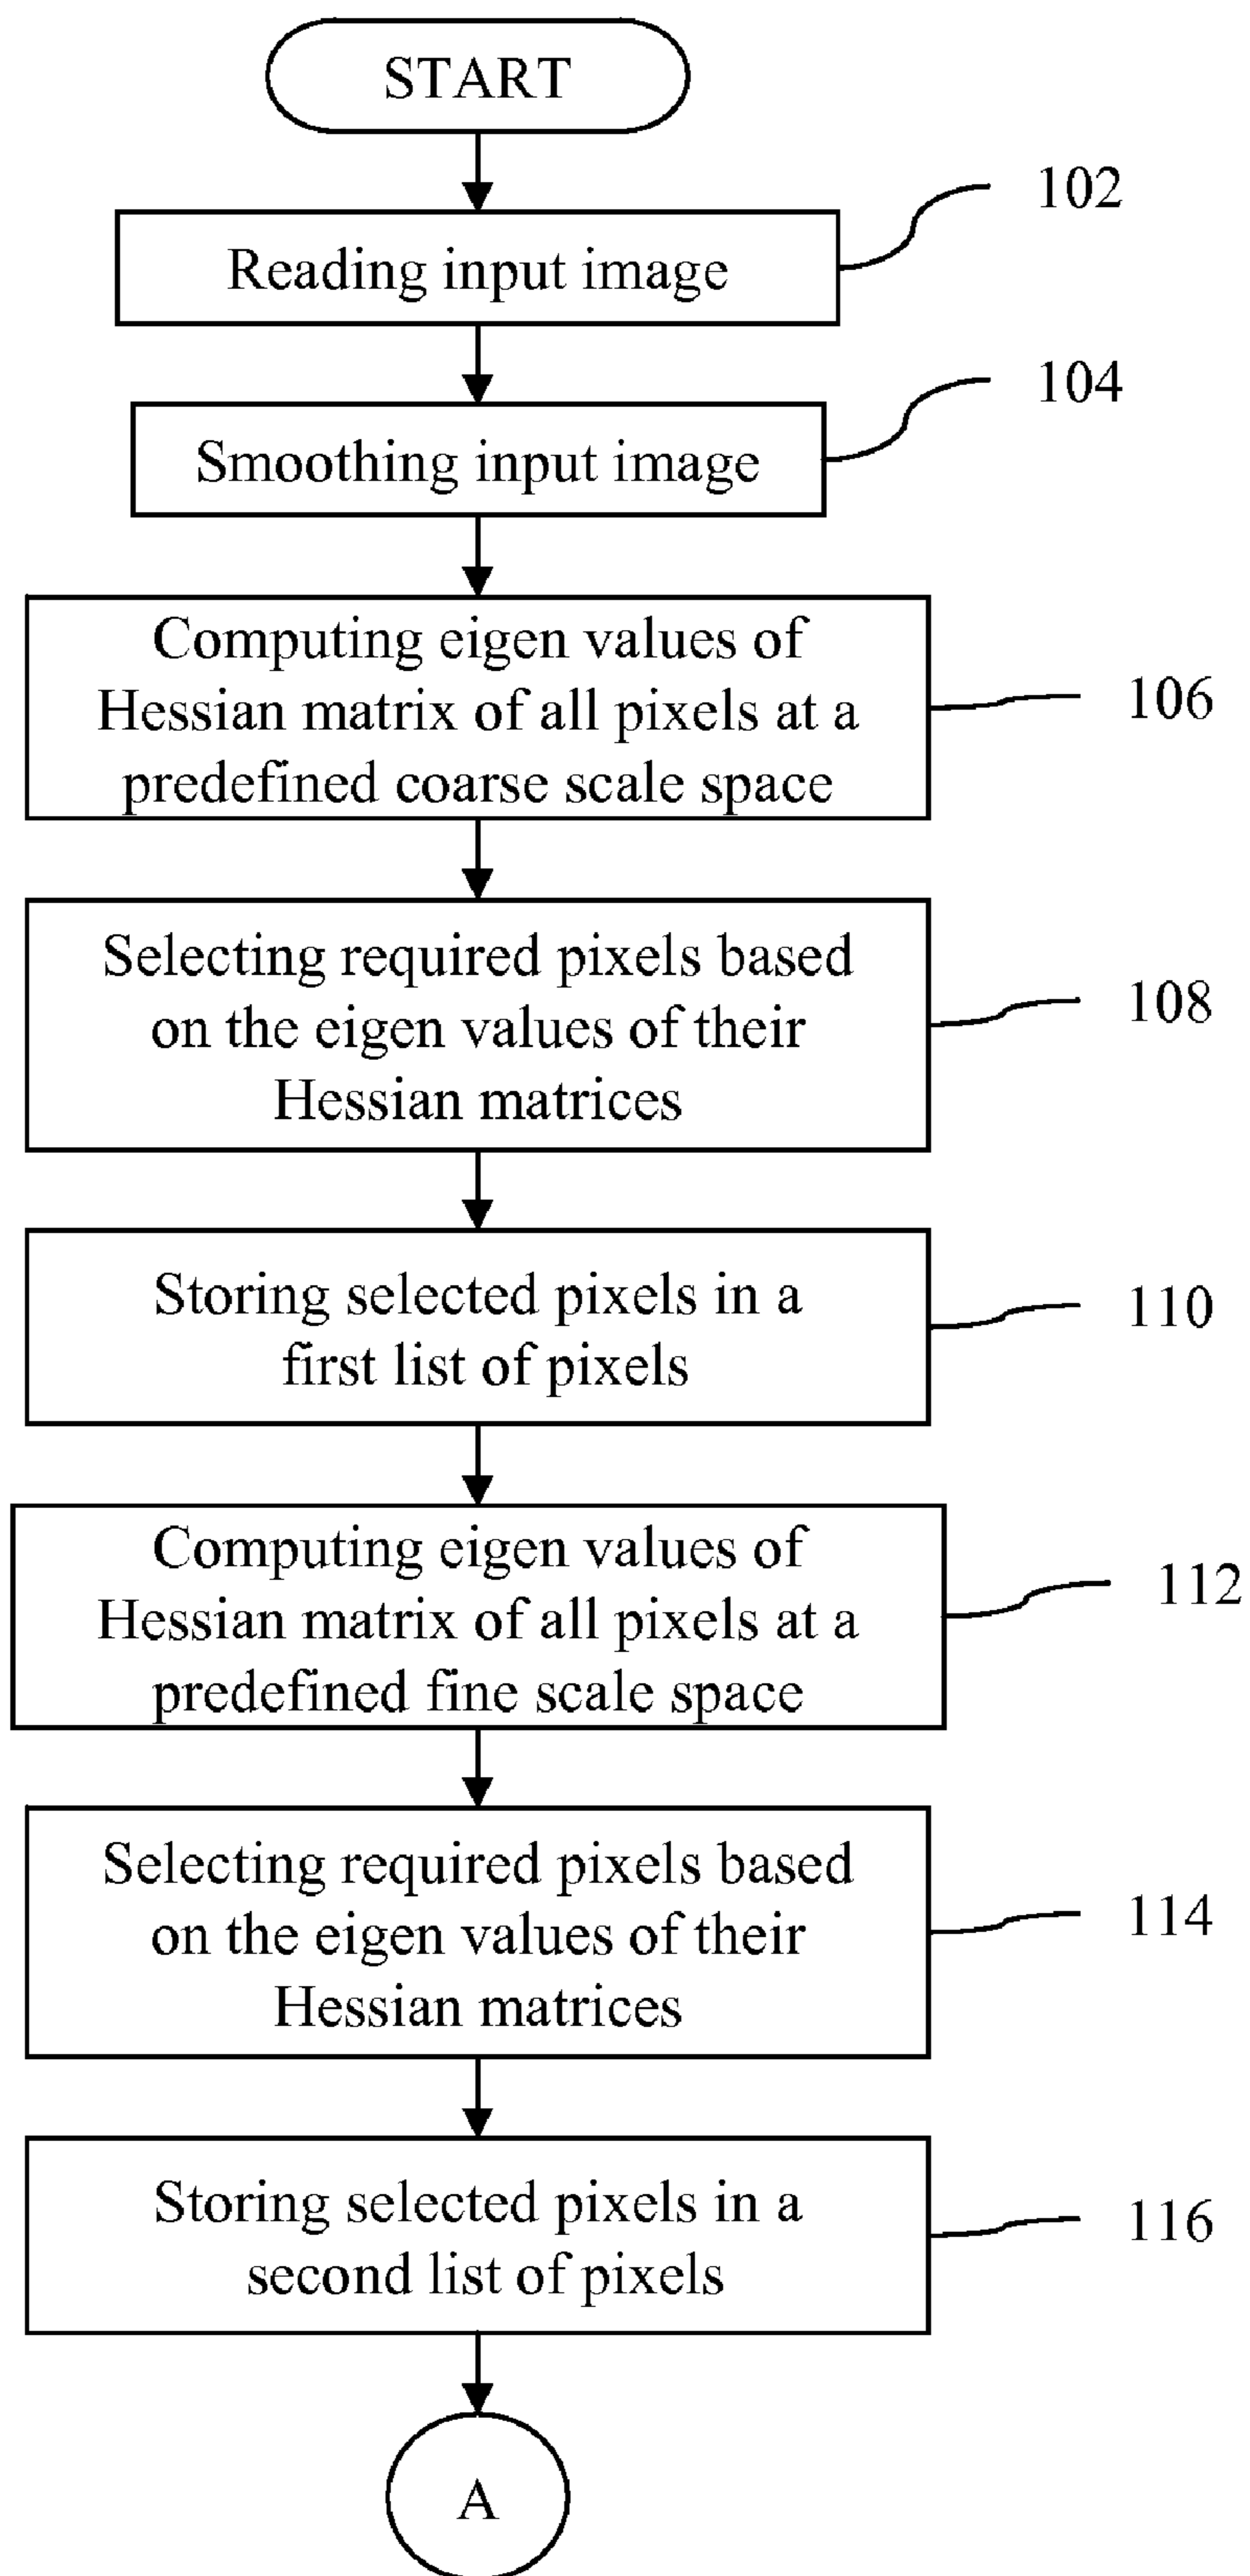 START
102
Reading input image
104
Smoothing input image
Computing eigen values of
Hessian matrix of all pixels at a
predefined coarse scale space
106
Selecting required pixels based
on the eigen values of their
Hessian matrices
108
Storing selected pixels in a
first list of pixels
110
Computing eigen values of
Hessian matrix of all pixels at a
predefined fine scale space
112
Selecting required pixels based
on the eigen values of their
Hessian matrices
114
Storing selected pixels in a
second list of pixels
116
A